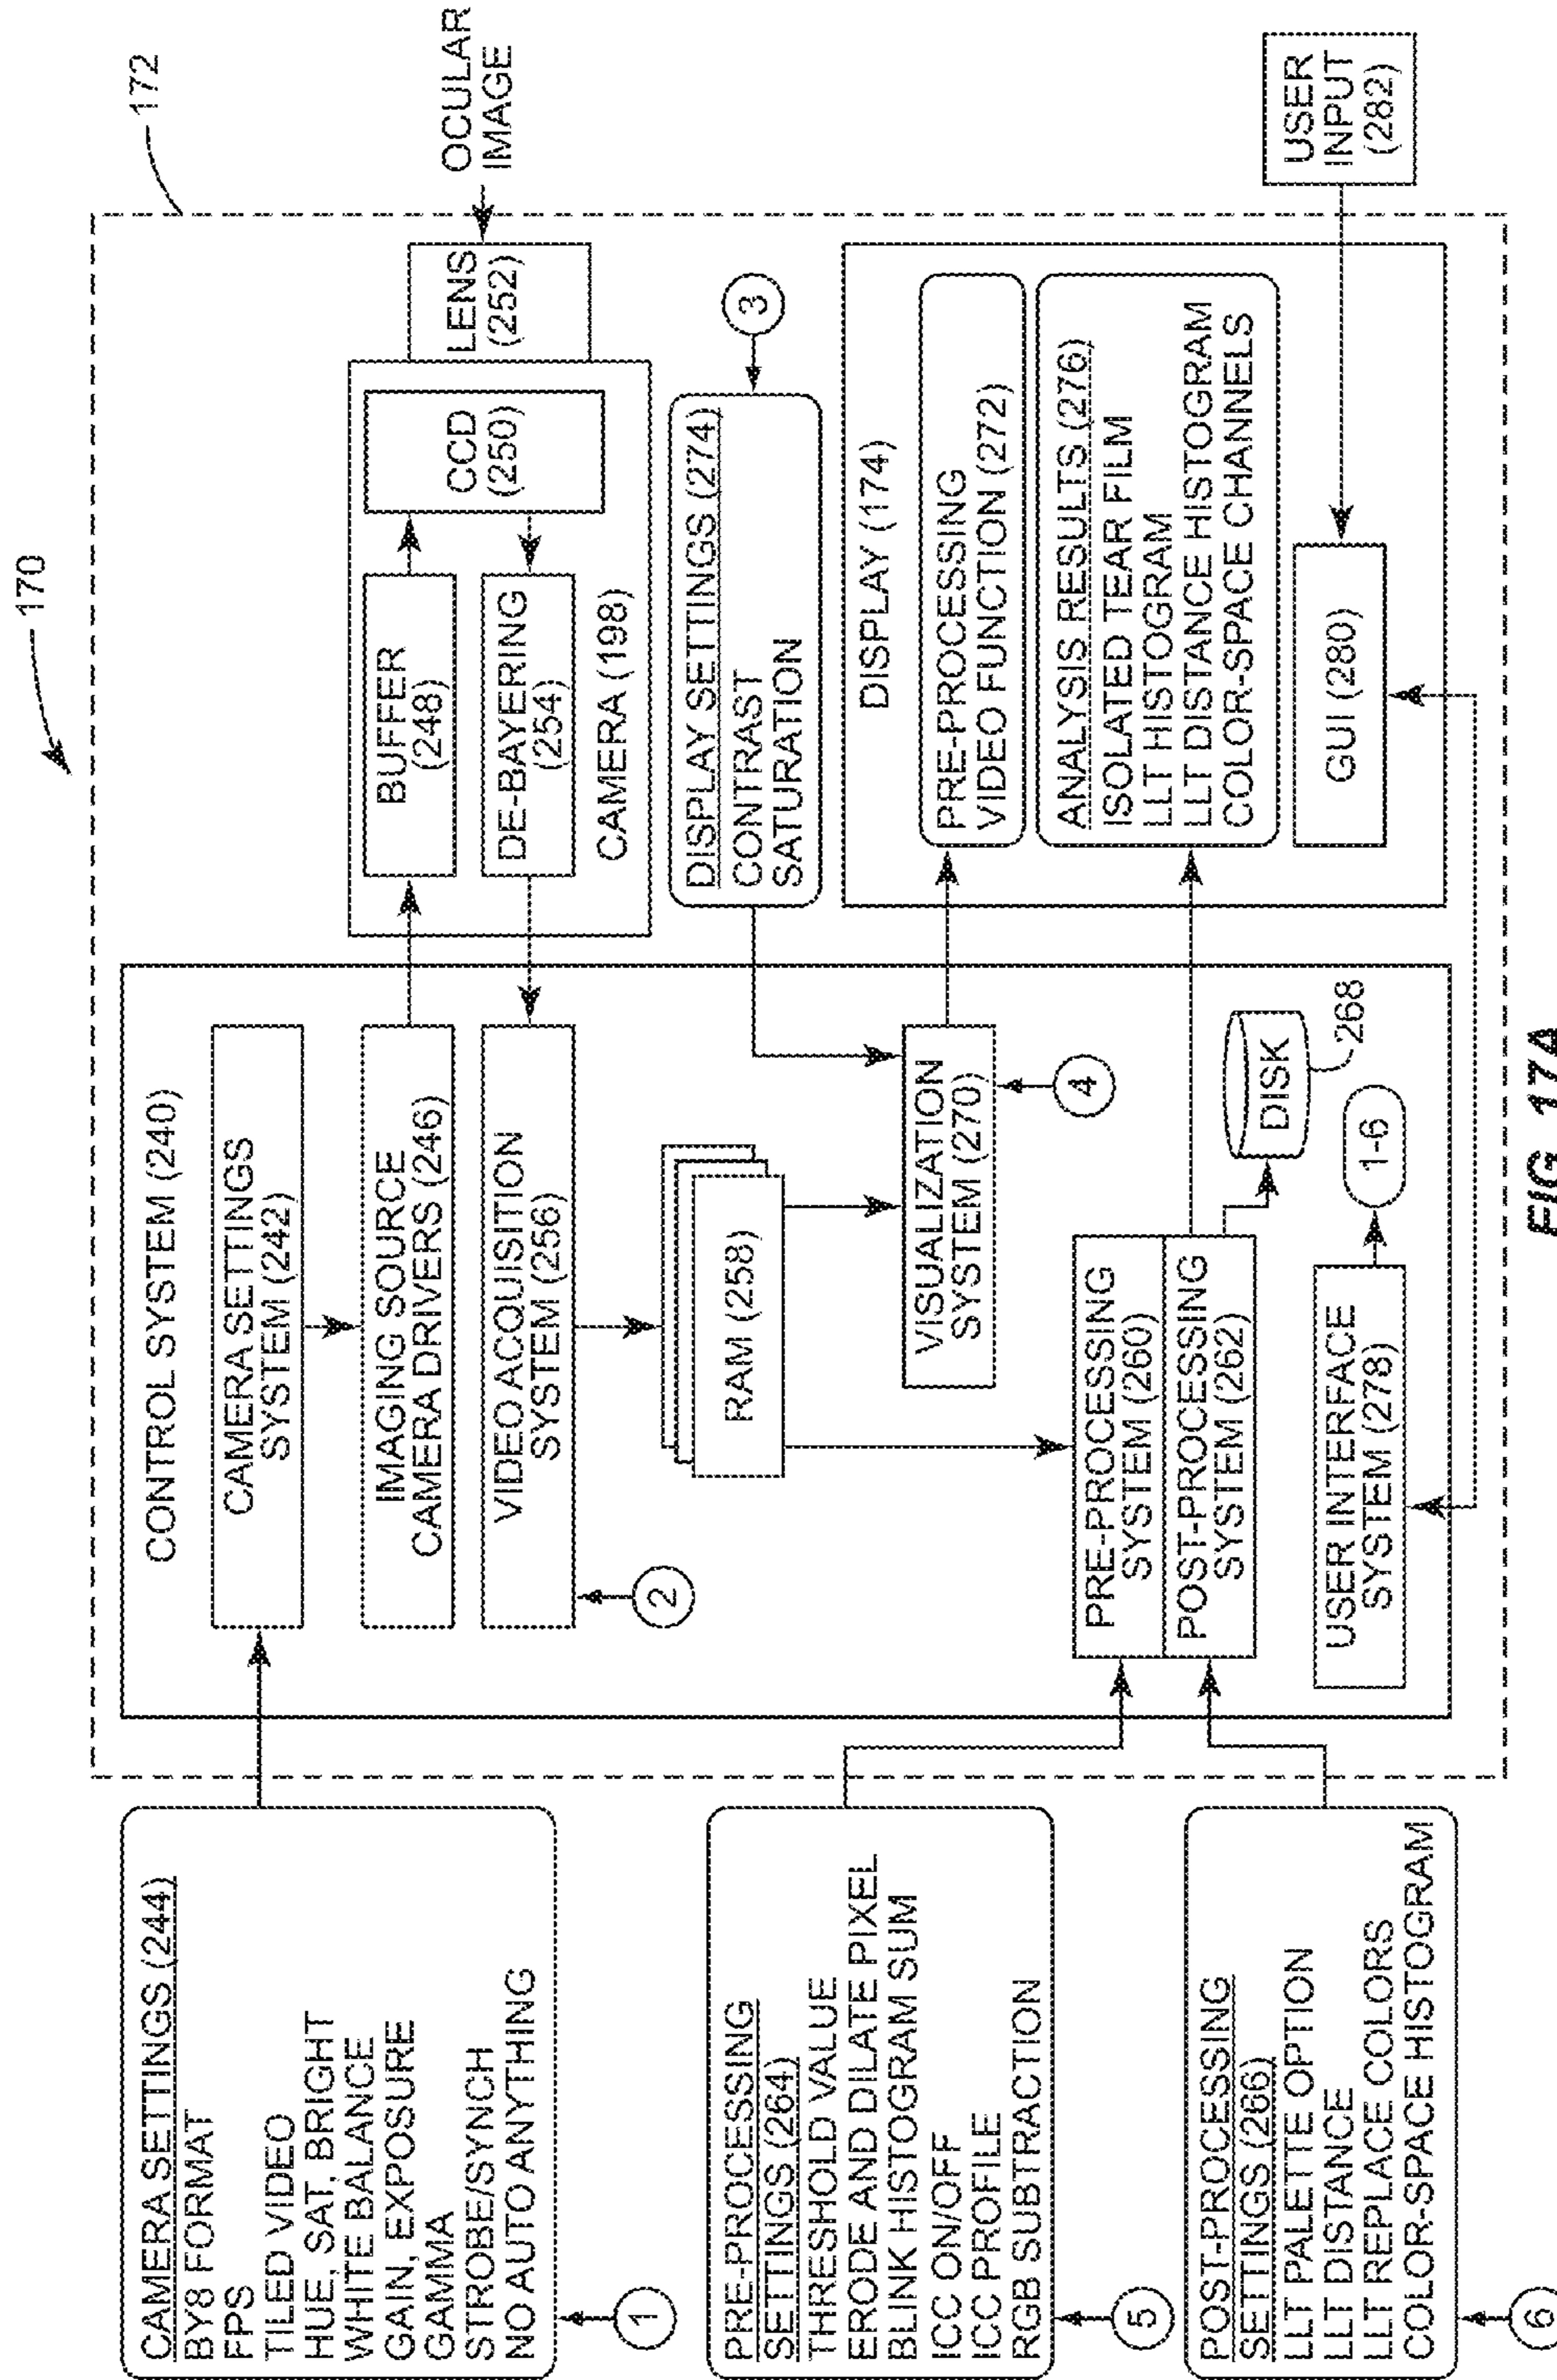 170
172
CAMERA SETTINGS (244)
BY8 FORMAT
FPS
TILED VIDEO
HUE, SAT, BRIGHT
WHITE BALANCE
GAIN, EXPOSURE
GAMMA
STROBE/SYNCH
NO AUTO ANYTHING
1
PRE-PROCESS
SETTINGS (264)
THRESHOLD VALUE
ERODE AND DILATE PIXEL
BLINK HISTOGRAM SUM
ICC ON/OFF
ICC PROFILE
RGB SUBTRACTION
5
POST-PROCESS
SETTINGS (266)
LLT PALETTE OPTION
LLT DISTANCE
LLT REPLACE COLORS
COLOR-SPACE HISTOGRAM
6
CONTROL SYSTEM (240)
CAMERA SETTINGS
SYSTEM (242)
IMAGING SOURCE
CAMERA DRIVERS (246)
VIDEO ACQUISITION
SYSTEM (256)
2
RAM (258)
VISUALIZATION
SYSTEM (270)
4
PRE-PROCESSING
SYSTEM (260)
POST-PROCESSING
SYSTEM (262)
DISK
268
USER INTERFACE
SYSTEM (278)
1-6
BUFFER
(248)
CCD
(250)
DE-BAYERING
(254)
CAMERA (198)
LENS
(252)
OCULAR
IMAGE
DISPLAY SETTINGS (274)
CONTRAST
SATURATION
3
DISPLAY (174)
PRE-PROCESSING
VIDEO FUNCTION (272)
ANALYSIS RESULTS (276)
ISOLATED TEAR FILM
LLT HISTOGRAM
LLT DISTANCE HISTOGRAM
COLOR-SPACE CHANNELS
GUI (280)
USER
INPUT
(282)
FIG. 17A